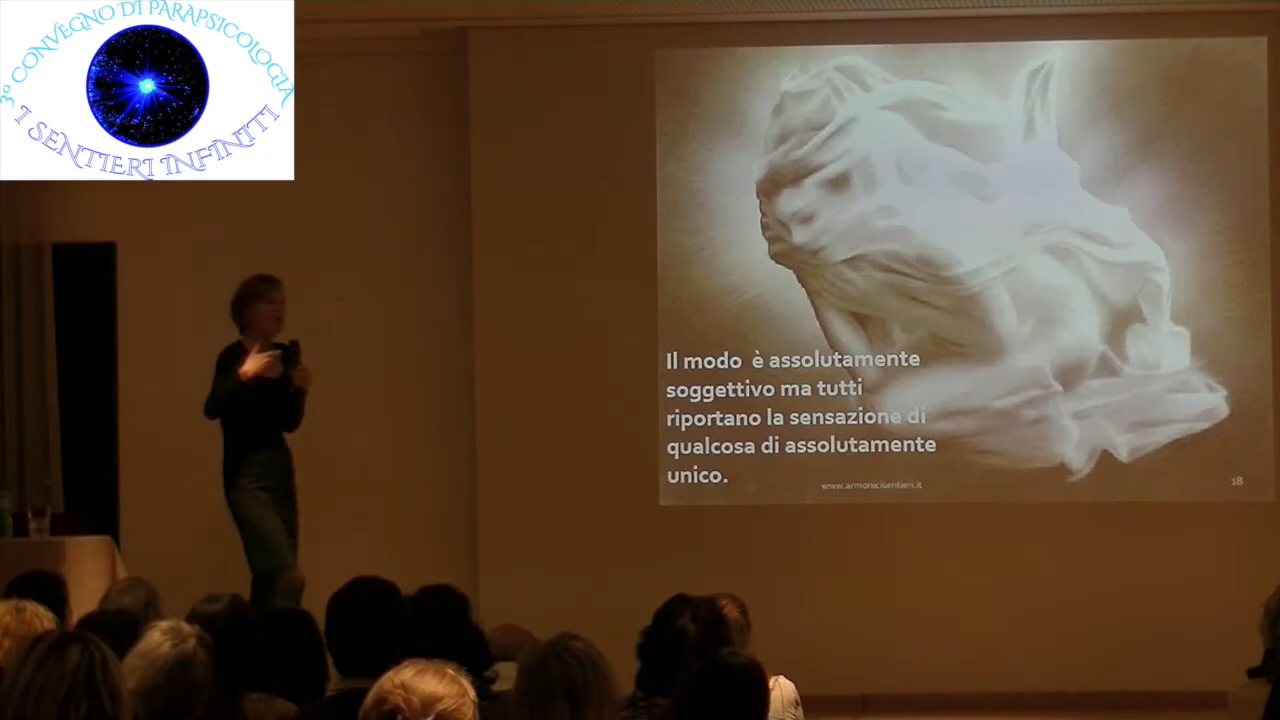 3° CONVEGNO DI PARAPSICOLOGIA
I SENTIERI INFINITI
Il modo è assolutamente
soggettivo ma tutti
riportano la sensazione di
qualcosa di assolutamente
unico.
www.armonicisentieri.it
18